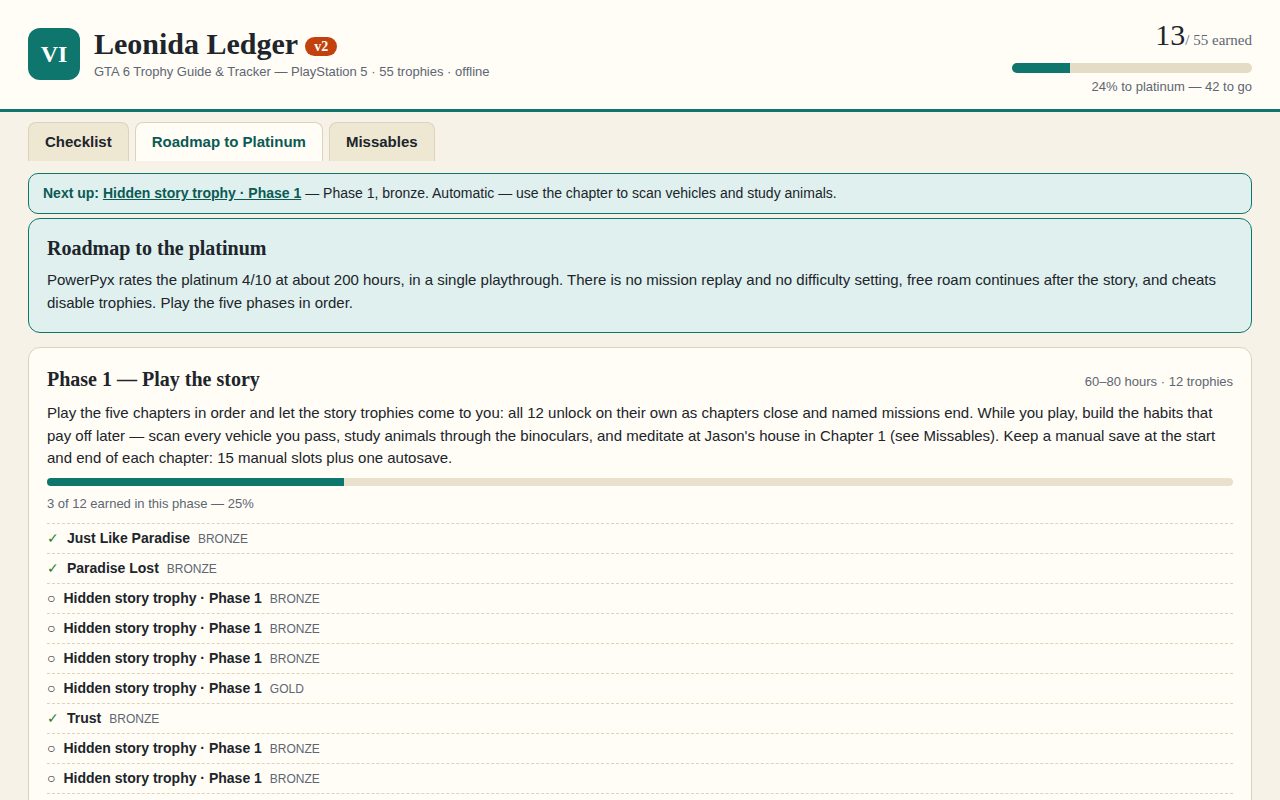 VI
Leonida Ledger v2
GTA 6 Trophy Guide & Tracker — PlayStation 5 · 55 trophies · offline
13/ 55 earned
24% to platinum — 42 to go
Checklist
Roadmap to Platinum
Missables
Next up: Hidden story trophy · Phase 1 — Phase 1, bronze. Automatic — use the chapter to scan vehicles and study animals.
Roadmap to the platinum
PowerPyx rates the platinum 4/10 at about 200 hours, in a single playthrough. There is no mission replay and no difficulty setting, free roam continues after the story, and cheats
disable trophies. Play the five phases in order.
Phase 1 — Play the story
60–80 hours · 12 trophies
Play the five chapters in order and let the story trophies come to you: all 12 unlock on their own as chapters close and named missions end. While you play, build the habits that
pay off later — scan every vehicle you pass, study animals through the binoculars, and meditate at Jason's house in Chapter 1 (see Missables). Keep a manual save at the start
and end of each chapter: 15 manual slots plus one autosave.
3 of 12 earned in this phase — 25%
✓ Just Like Paradise BRONZE
✓ Paradise Lost BRONZE
○ Hidden story trophy · Phase 1 BRONZE
○ Hidden story trophy · Phase 1 BRONZE
○ Hidden story trophy · Phase 1 BRONZE
○ Hidden story trophy · Phase 1 GOLD
✓ Trust BRONZE
○ Hidden story trophy · Phase 1 BRONZE
○ Hidden story trophy · Phase 1 BRONZE